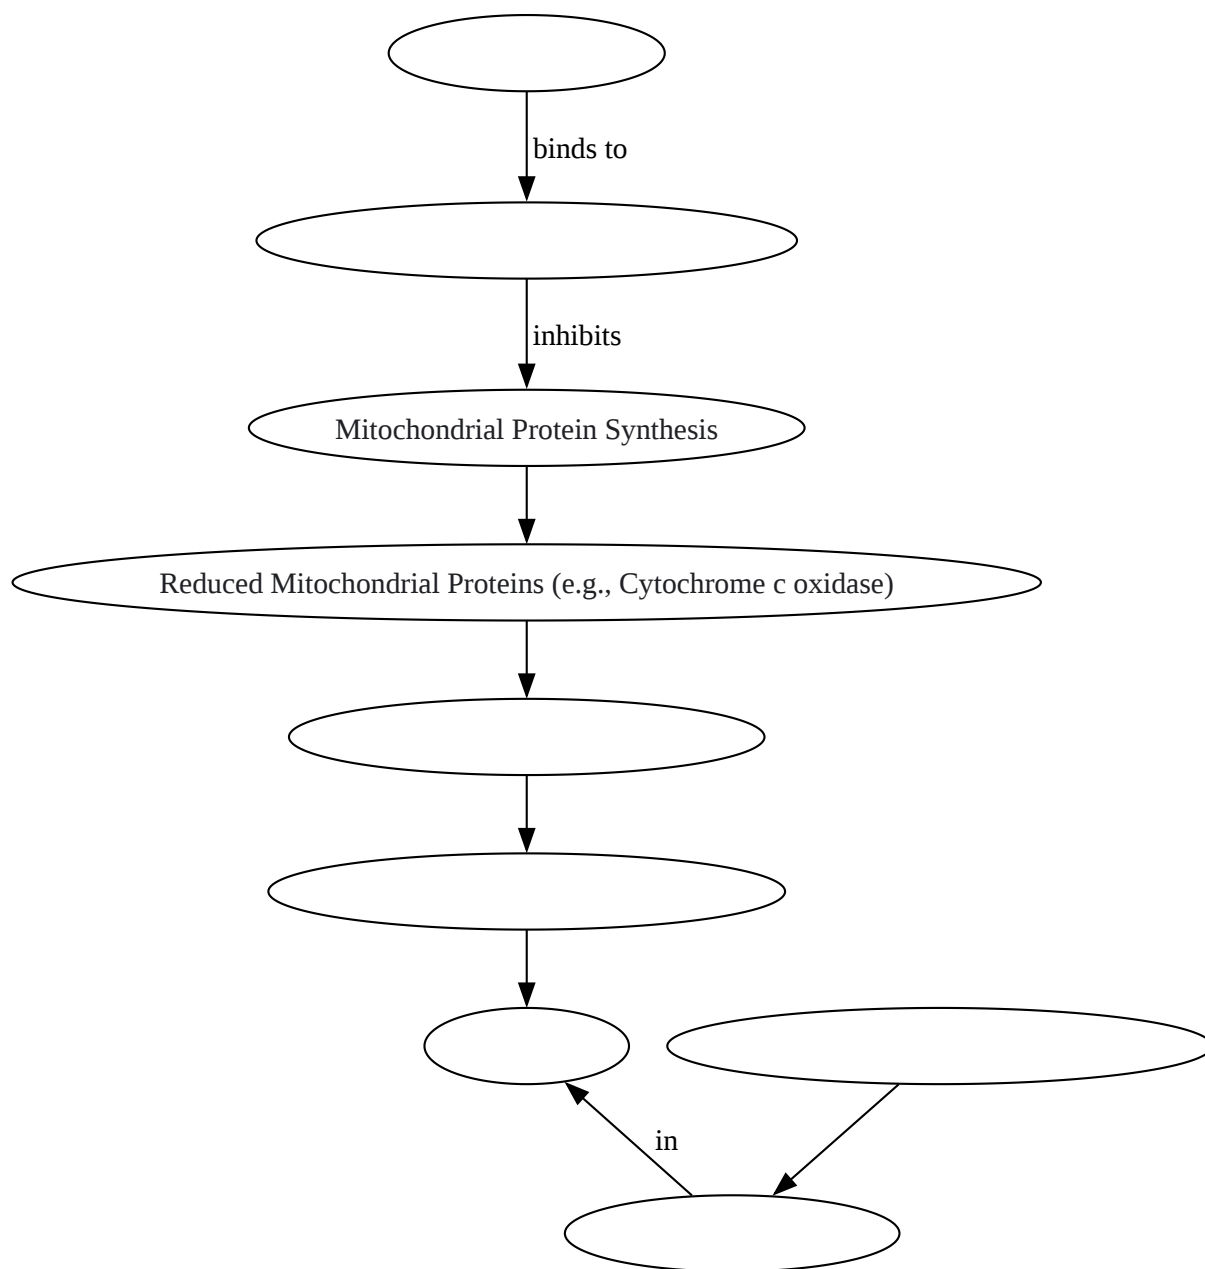 binds to
inhibits
Mitochondrial Protein Synthesis
Reduced Mitochondrial Proteins (e.g., Cytochrome c oxidase)
in